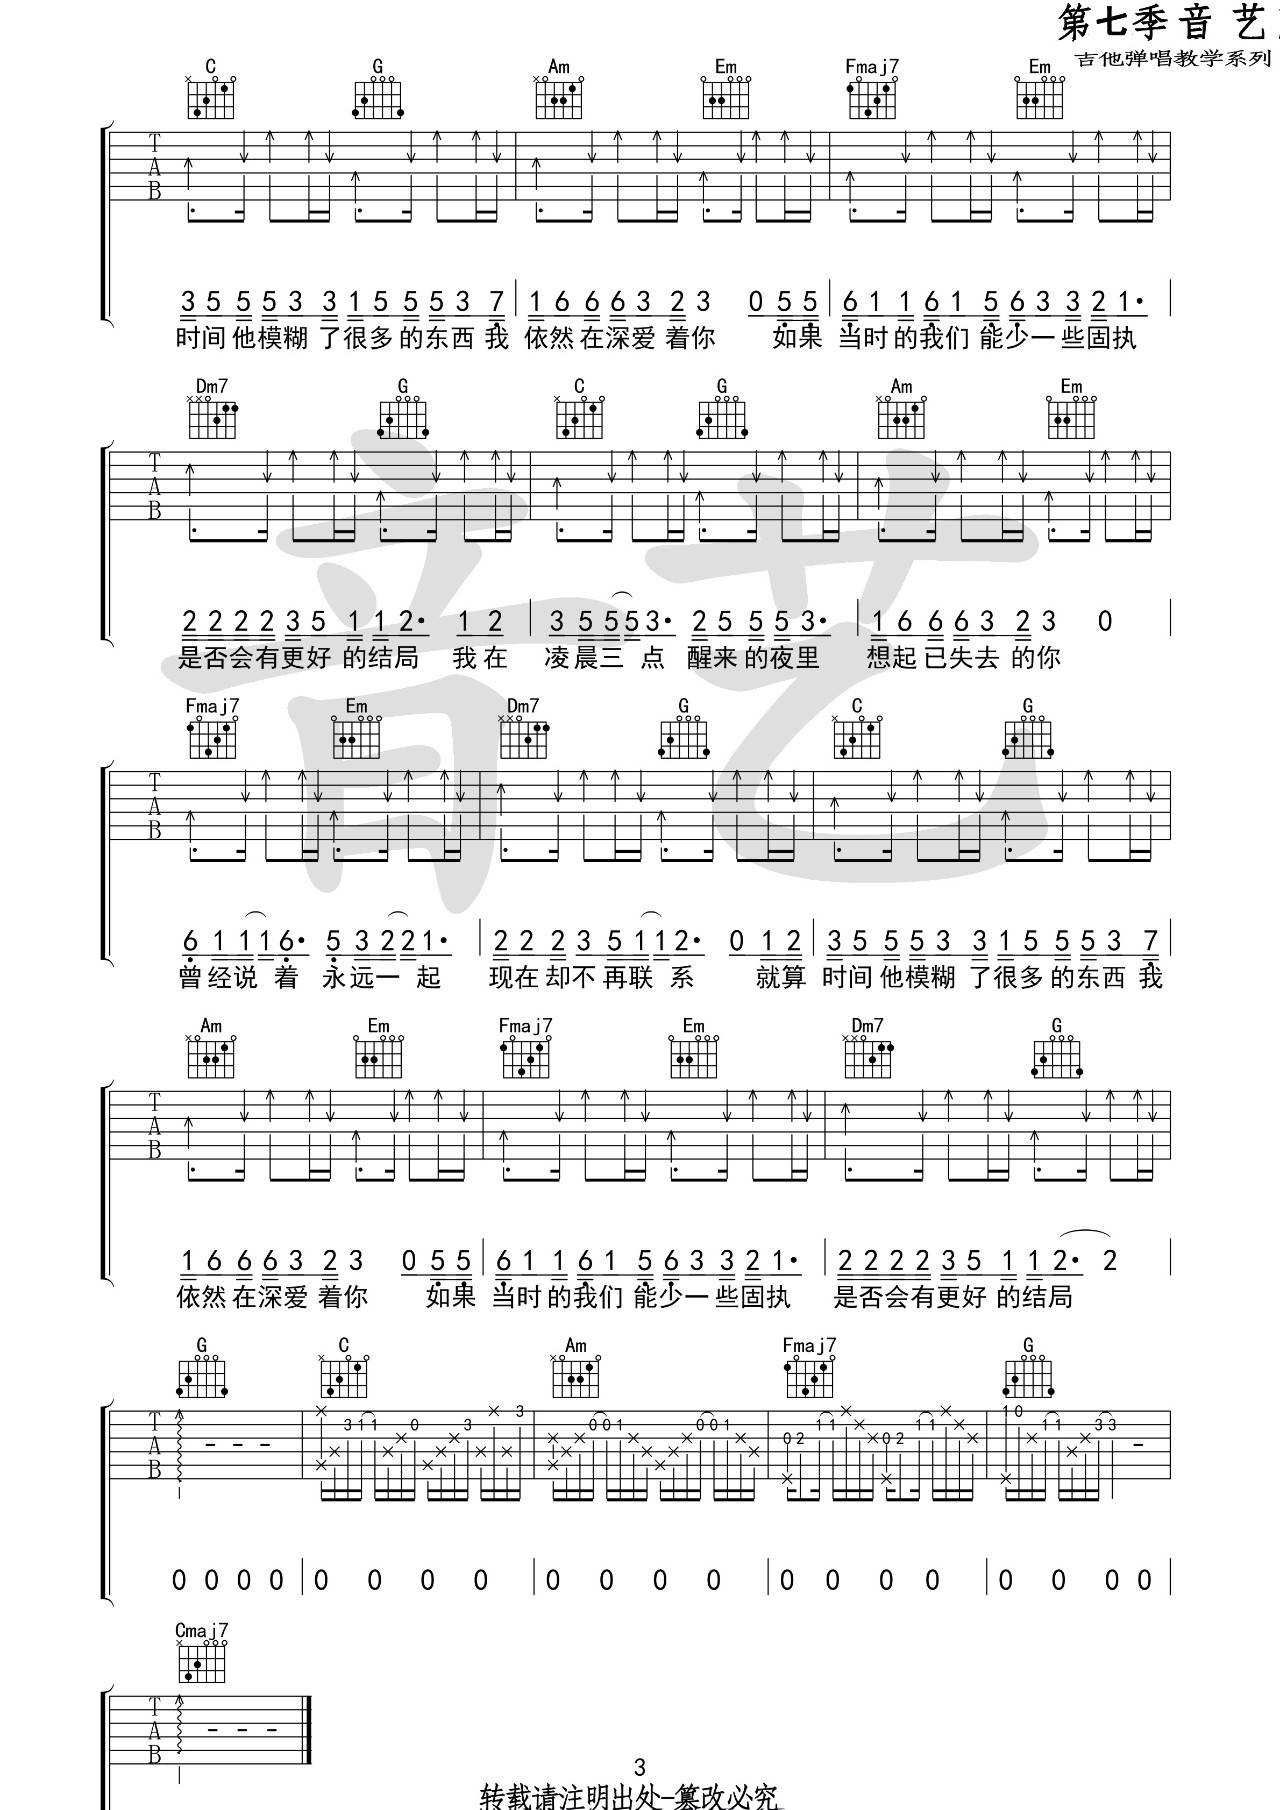 第七季音艺
吉他弹唱教学系列
C G Am Em Fmaj7 Em
T
A
B
3 5 5 5 3 3 1 5 5 5 3 7 1 6 6 6 3 2 3 0 5 5 6 1 1 6 1 5 6 3 3 2 1·
时间他模糊了很多的东西我 依然在深爱着你 如果 当时的我们 能少一些固执
Dm7 G C G Am Em
T
A
B
2 2 2 2 3 5 1 1 2· 1 2 3 5 5 5 3· 2 5 5 5 3· 1 6 6 6 3 2 3 0
是否会有更好 的结局 我在 凌晨三 点 醒来 的夜里 想起已失去 的你
Fmaj7 Em Dm7 G C G
T
A
B
6 1 1 1 6· 5 3 2 2 1· 2 2 2 3 5 1 1 2· 0 1 2 3 5 5 5 3 3 1 5 5 5 3 7
曾经说 着 永远一 起 现在却不再联 系 就算 时间他模糊 了很多的东西我
Am Em Fmaj7 Em Dm7 G
T
A
B
1 6 6 6 3 2 3 0 5 5 6 1 1 6 1 5 6 3 3 2 1· 2 2 2 2 3 5 1 1 2· 2
依然在深爱着你 如果 当时的我们 能少一些固执 是否会有更好 的结局
G C Am Fmaj7 G
T
A
B
3 1 1 0 3 3 0 0 1 0 0 1 0 2 1 1 0 2 1 1 1 0 1 1 3 3
0 0 0 0 0 0 0 0 0 0 0 0 0 0 0 0 0 0 0 0
Cmaj7
T
A
B
3
转载请注明出处-篡改必究